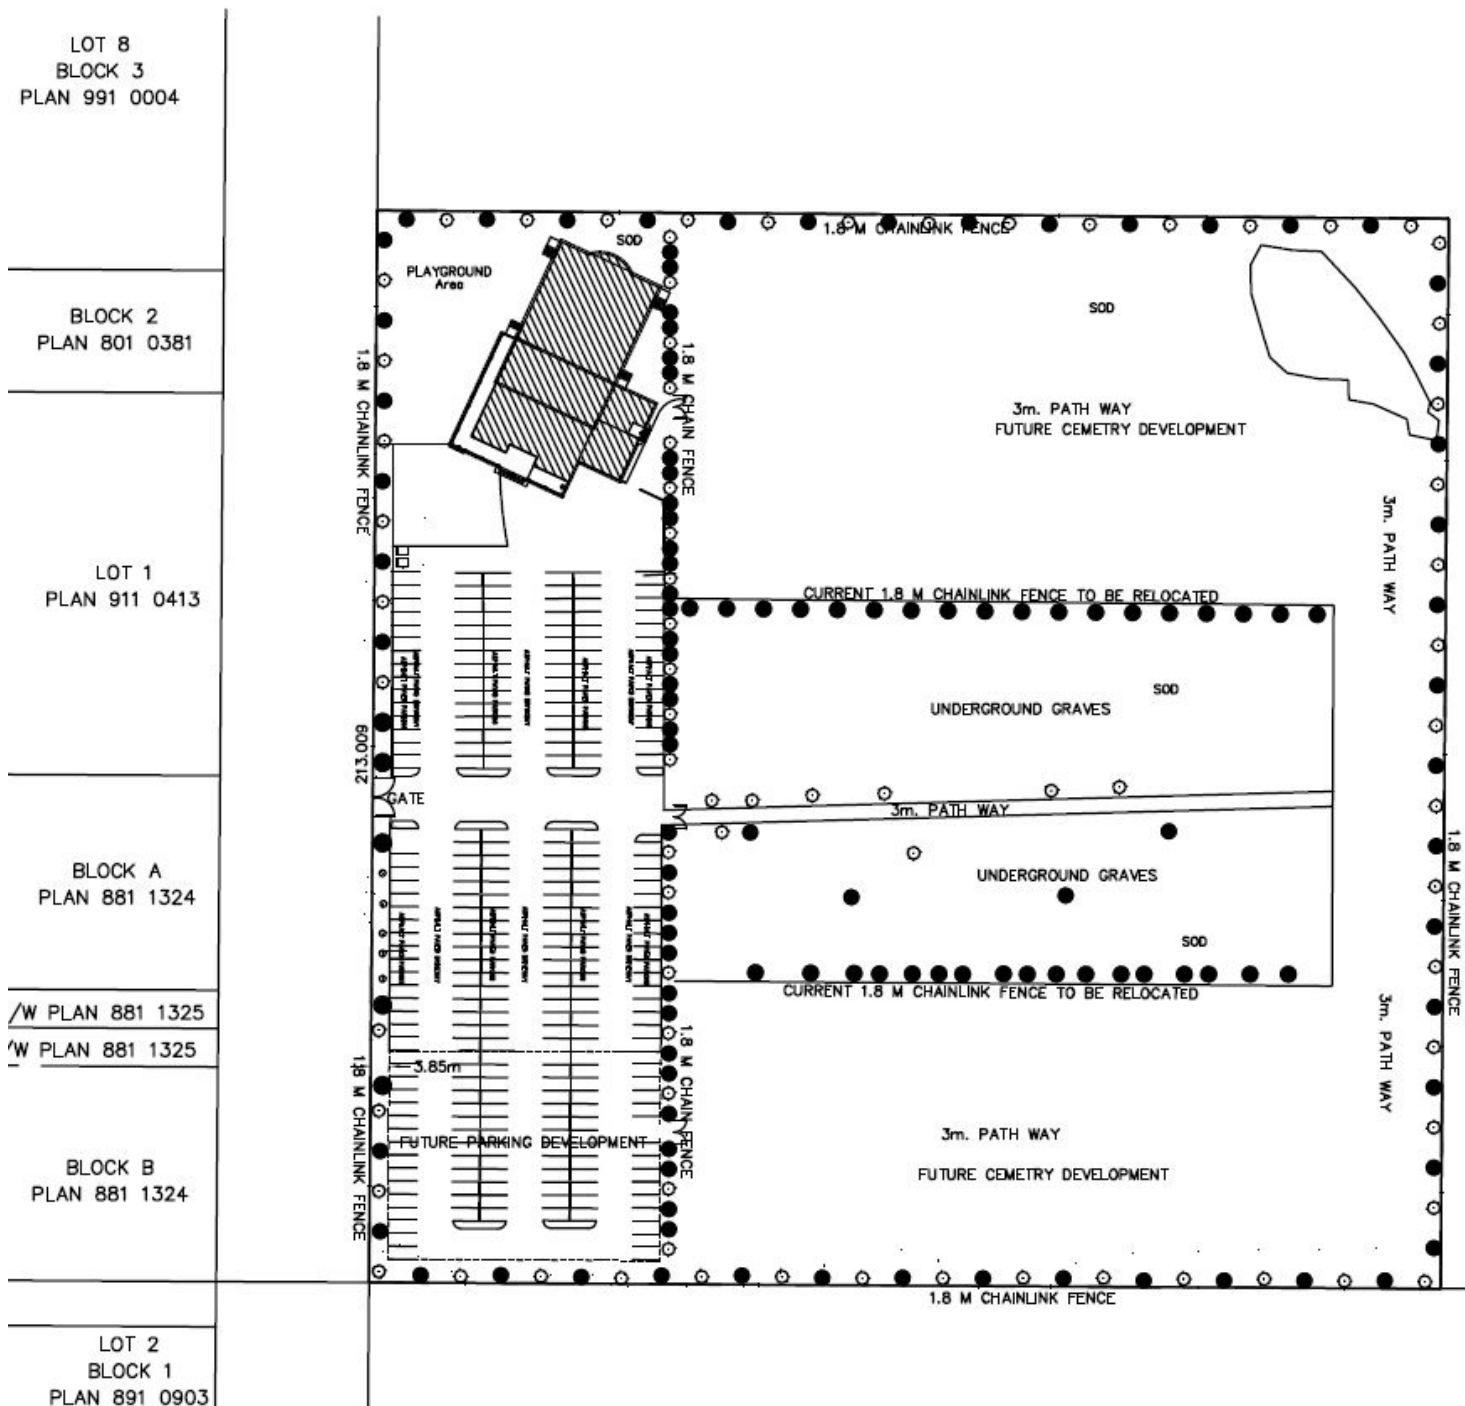 LOT 8
BLOCK 3
PLAN 991 0004
BLOCK 2
PLAN 801 0381
LOT 1
PLAN 911 0413
BLOCK A
PLAN 881 1324
/W PLAN 881 1325
/W PLAN 881 1325
BLOCK B
PLAN 881 1324
LOT 2
BLOCK 1
PLAN 891 0903
SOD
PLAYGROUND
Area
1.8 M CHAINLINK FENCE
1.8 M CHAINLINK FENCE
1.8 M CHAIN FENCE
SOD
3m. PATH WAY
FUTURE CEMETRY DEVELOPMENT
3m. PATH WAY
CURRENT 1.8 M CHAINLINK FENCE TO BE RELOCATED
SOD
UNDERGROUND GRAVES
213.009
GATE
3m. PATH WAY
UNDERGROUND GRAVES
SOD
CURRENT 1.8 M CHAINLINK FENCE TO BE RELOCATED
1.8 M CHAINLINK FENCE
3m. PATH WAY
3.85m
1.8 M CHAINLINK FENCE
1.8 M CHAIN FENCE
FUTURE PARKING DEVELOPMENT
3m. PATH WAY
FUTURE CEMETRY DEVELOPMENT
1.8 M CHAINLINK FENCE